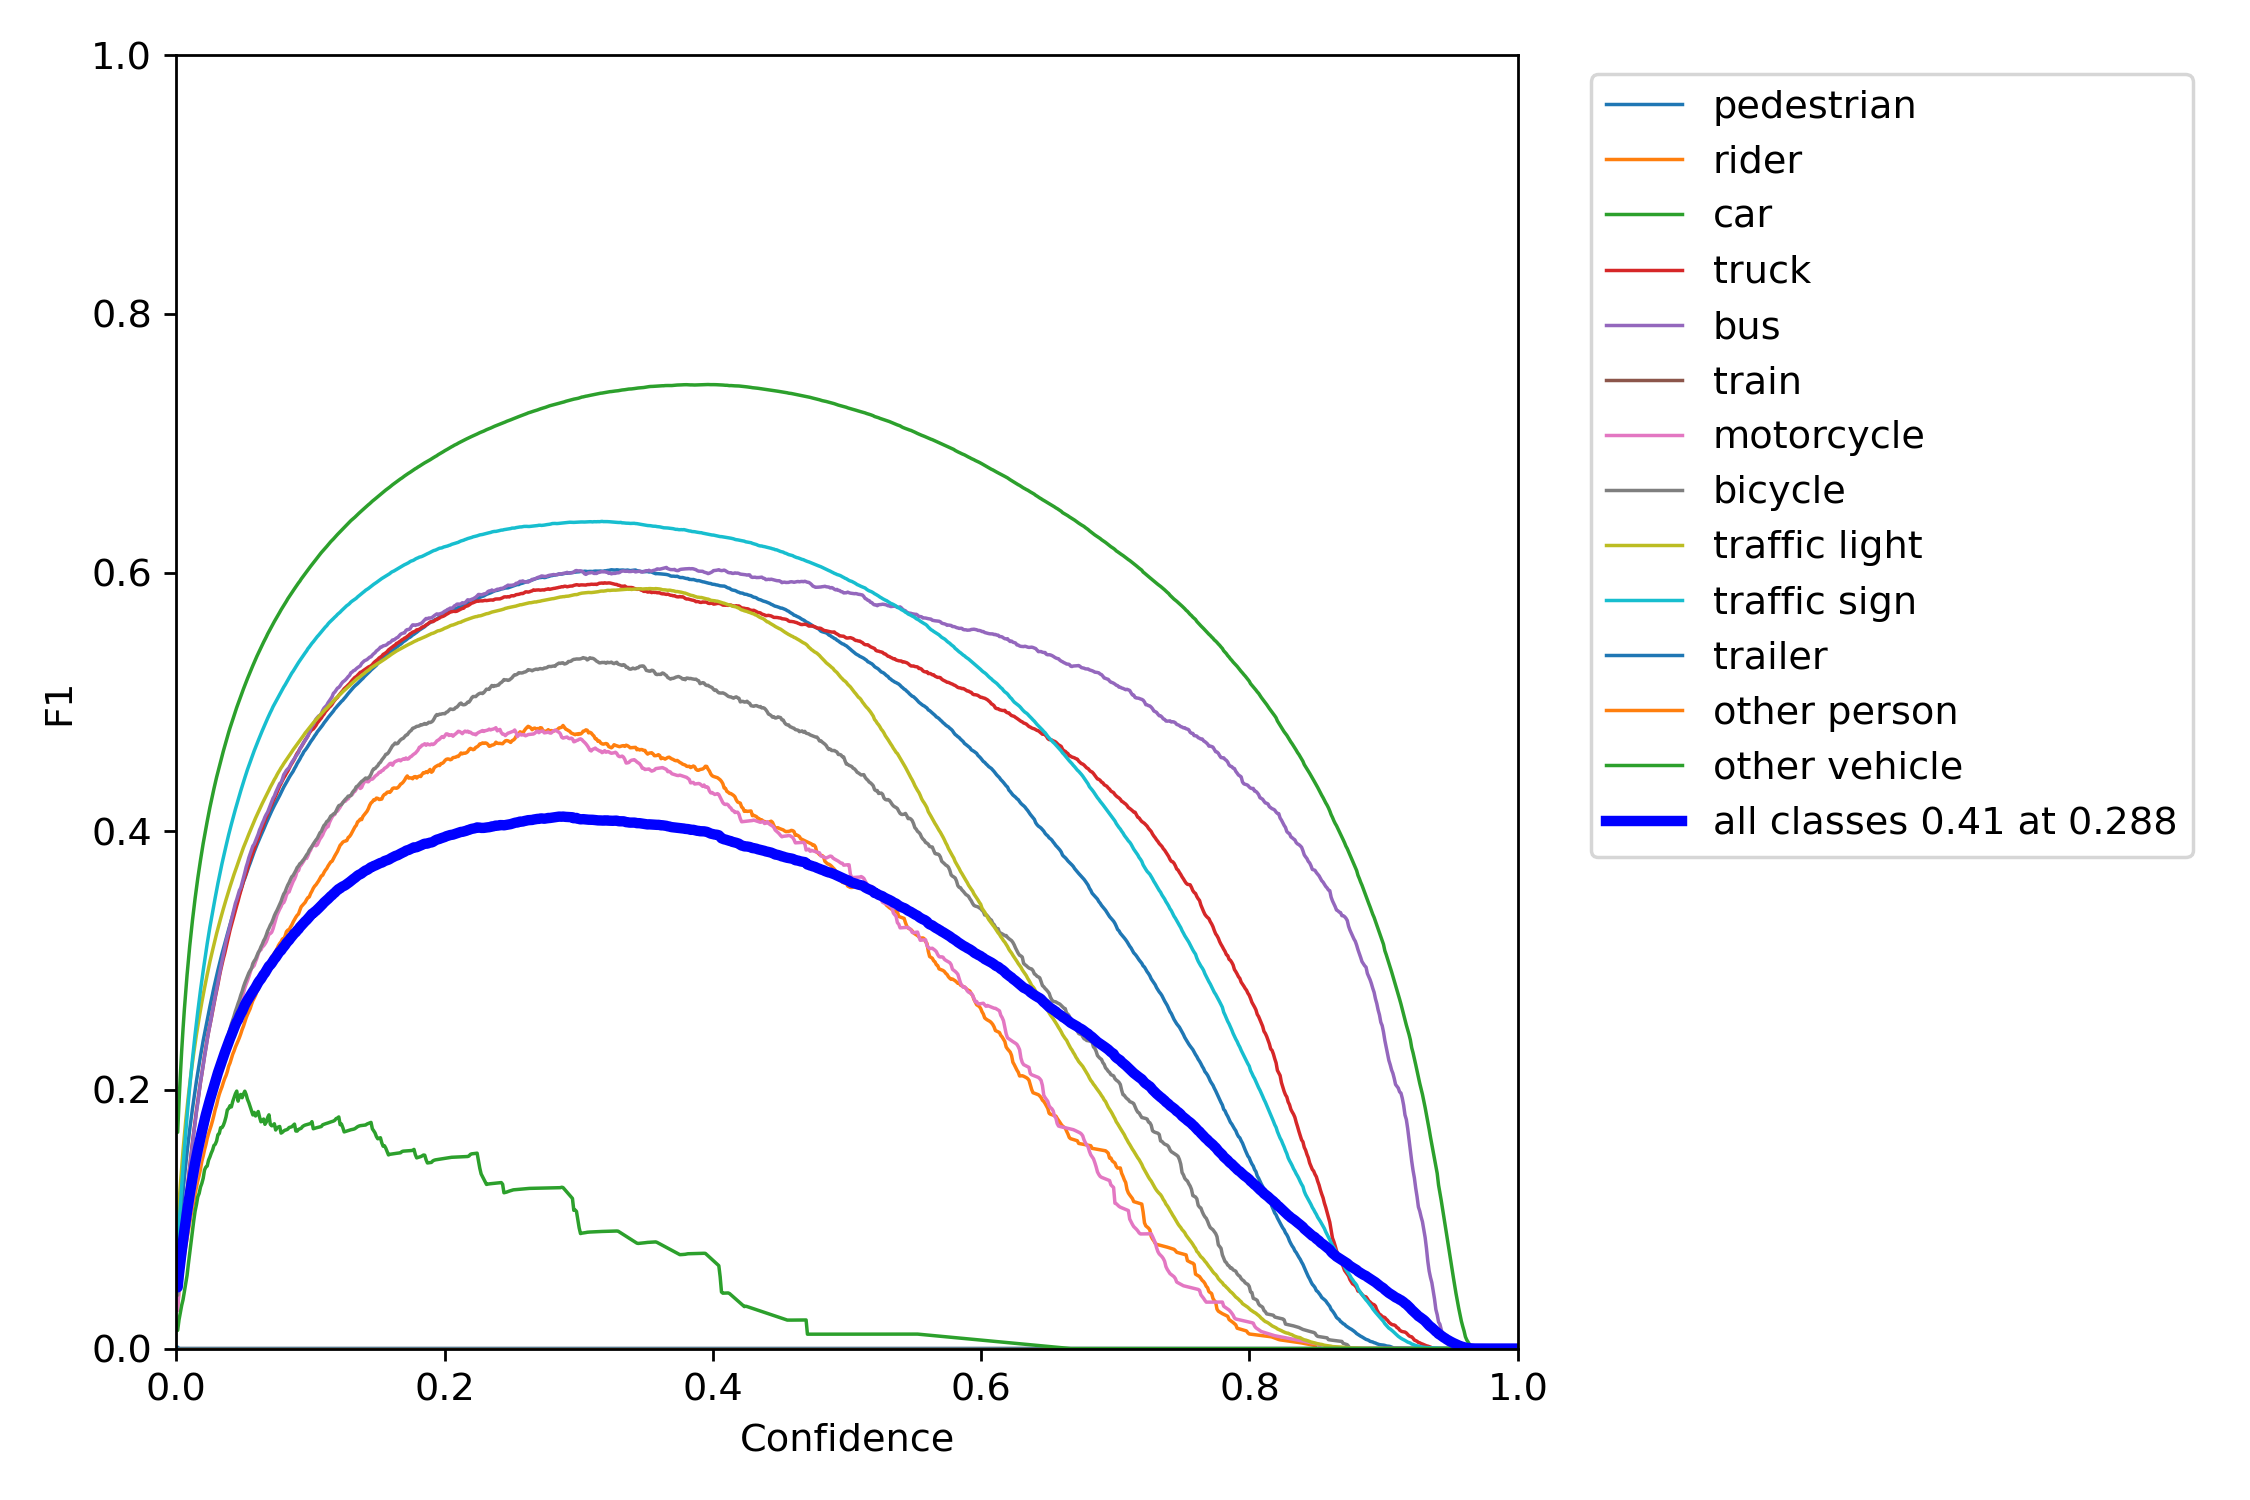 1.0
0.8
0.6
0.4
0.2
0.0
F1
0.0 0.2 0.4 0.6 0.8 1.0
Confidence
pedestrian
rider
car
truck
bus
train
motorcycle
bicycle
traffic light
traffic sign
trailer
other person
other vehicle
all classes 0.41 at 0.288